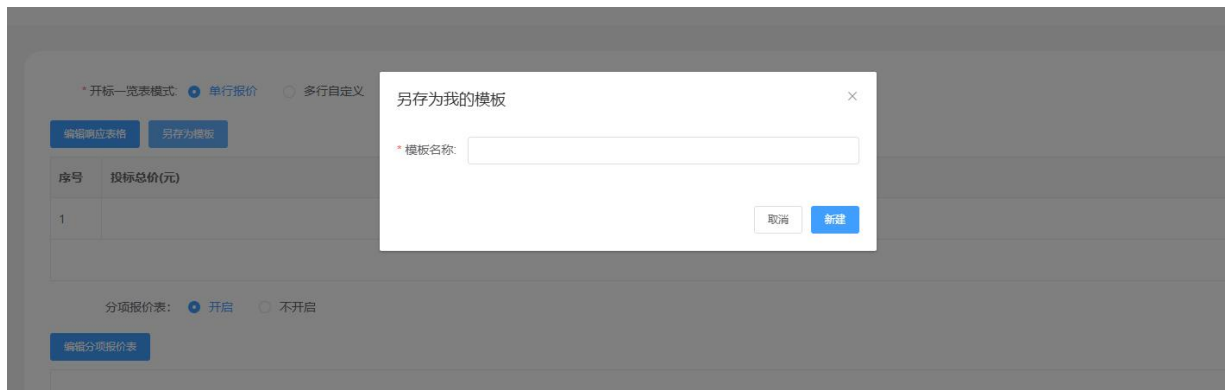 * 开标一览表模式: 单行报价 多行自定义
编辑响应表格 另存为模板
序号 投标总价(元)
1
另存为我的模板
* 模板名称:
取消 新建
分项报价表: 开启 不开启
编辑分项报价表